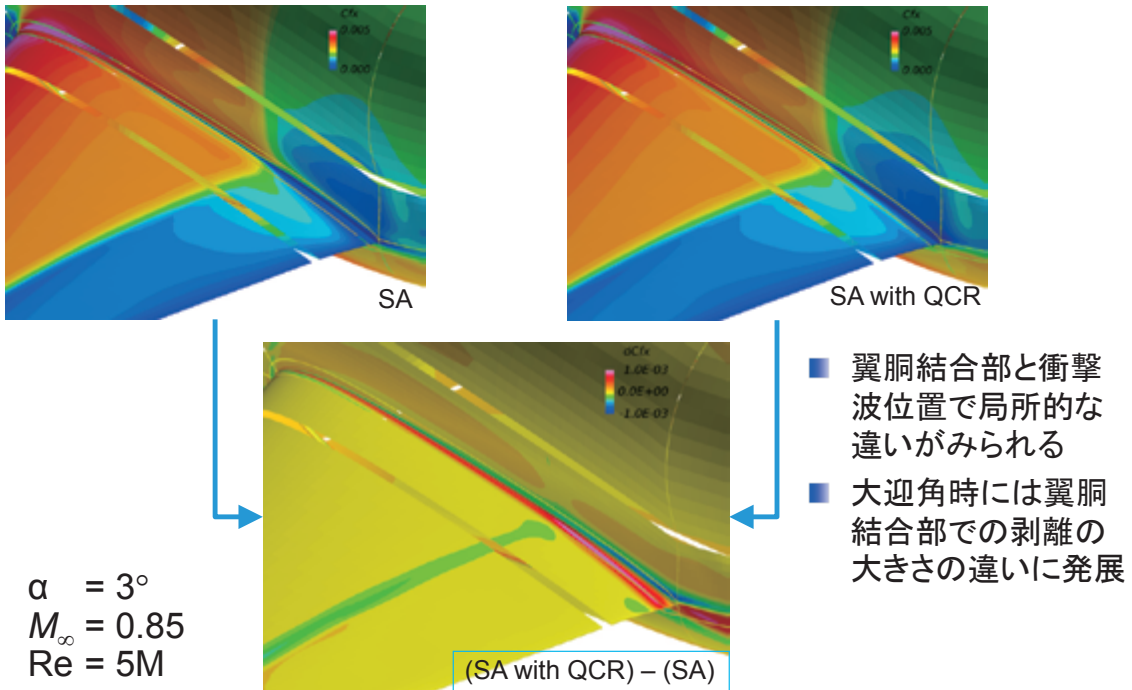 Cfx
0.005
0.000
SA
Cfx
0.005
0.000
SA with QCR
dCfx
1.0E-03
0.0E+00
-1.0E-03
(SA with QCR) – (SA)
翼胴結合部と衝撃
波位置で局所的な
違いがみられる
大迎角時には翼胴
結合部での剥離の
大きさの違いに発展
α = 3°
M∞ = 0.85
Re = 5M